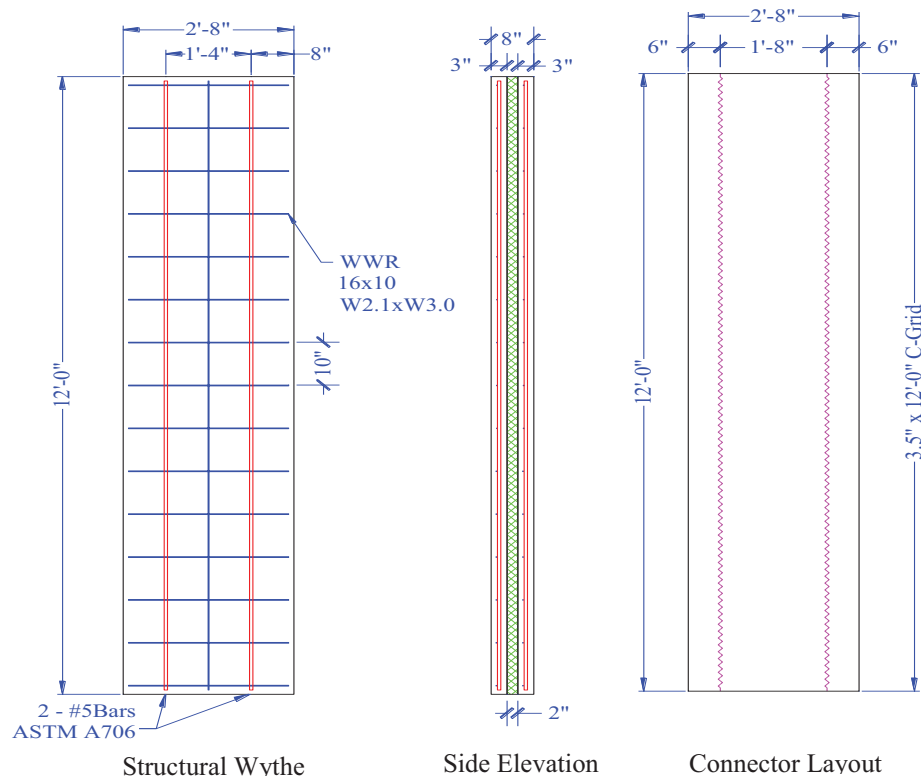 2'-8"
1'-4"
8"
12'-0"
WWR
16x10
W2.1xW3.0
10"
2 - #5Bars
ASTM A706
Structural Wythe
8"
3"
3"
2"
Side Elevation
2'-8"
6"
1'-8"
6"
12'-0"
3.5" x 12'-0" C-Grid
Connector Layout